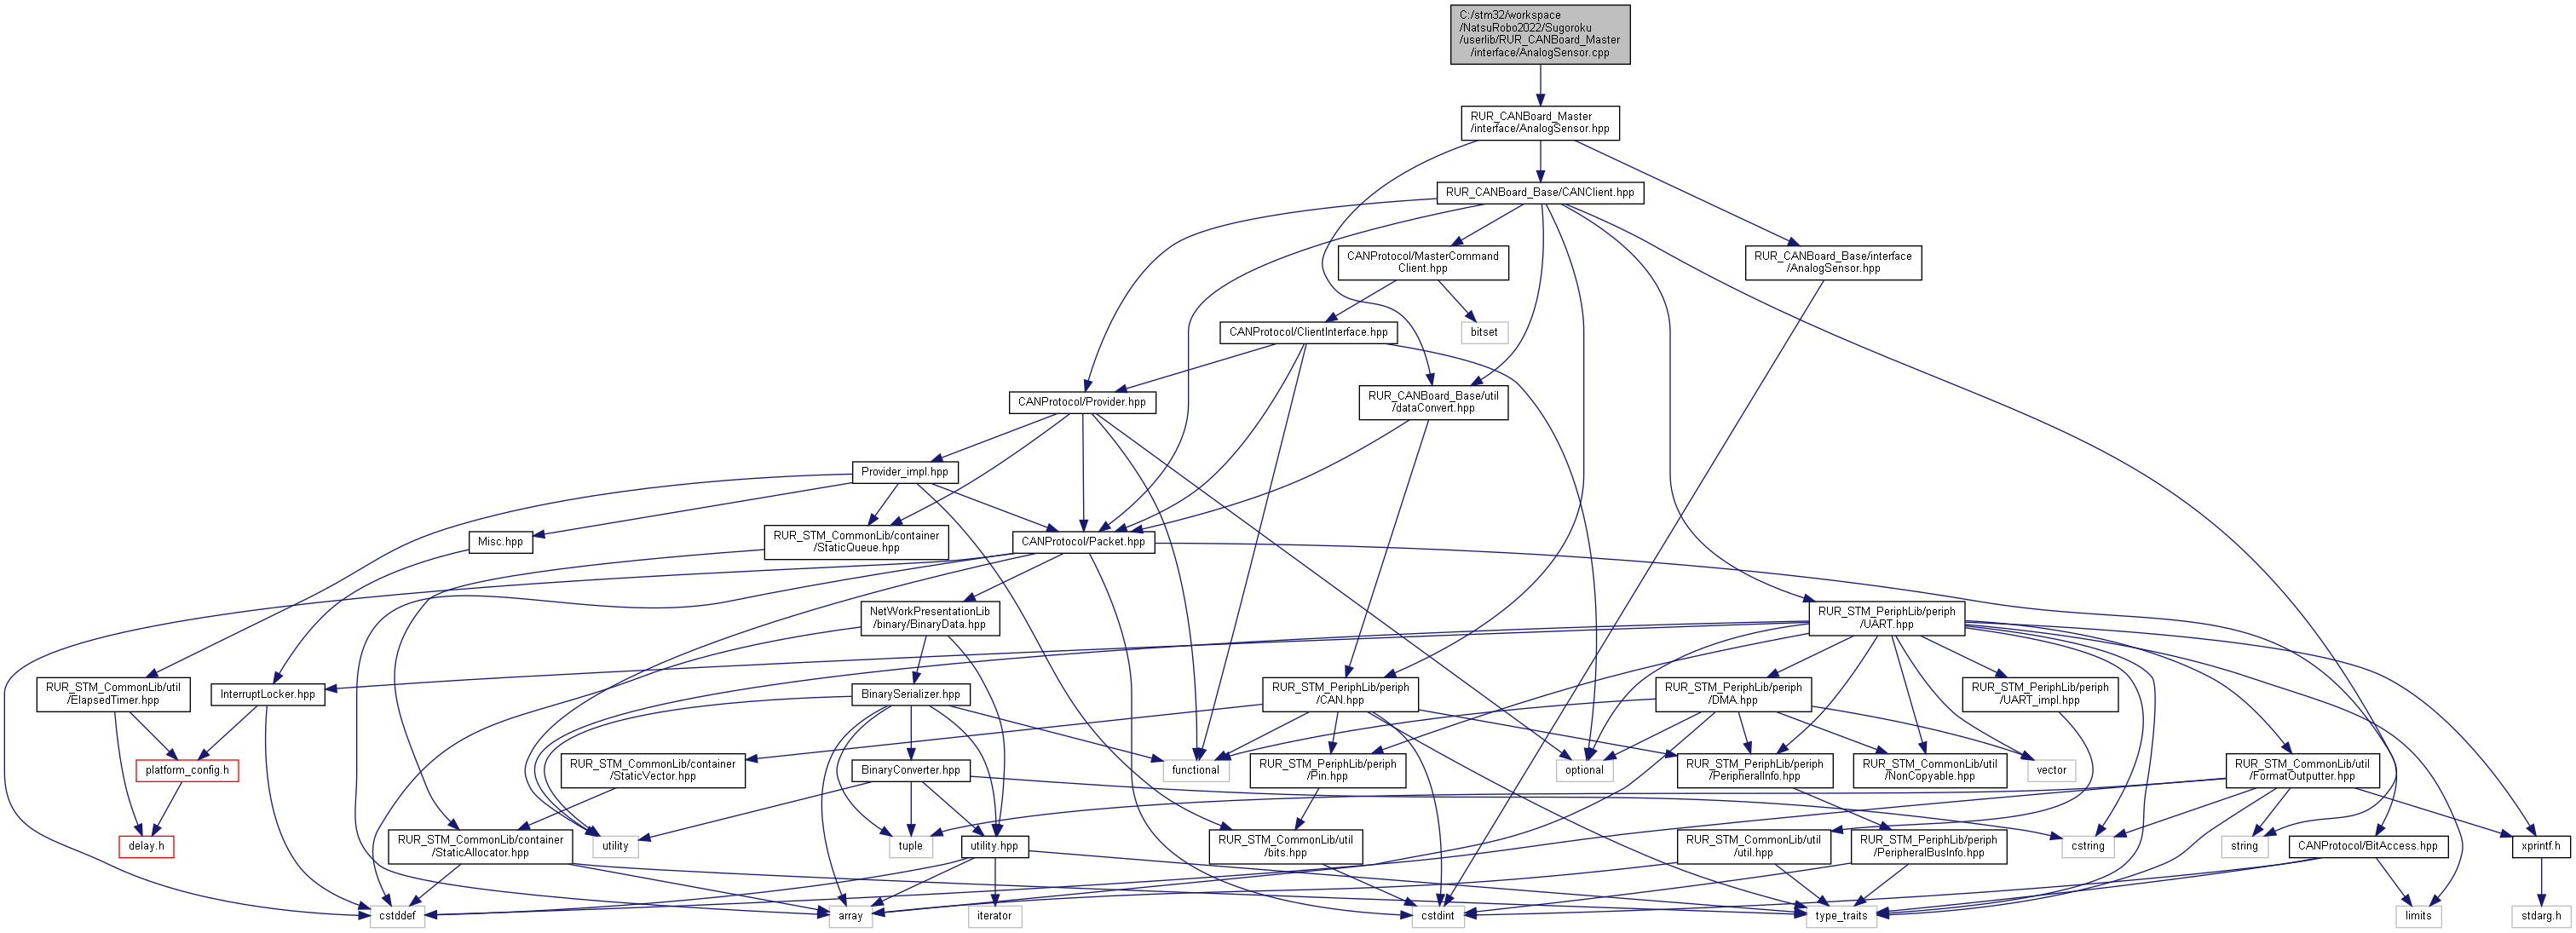 C:/stm32/workspace
/NatsuRobo2022/Sugoroku
/userlib/RUR_CANBoard_Master
/interface/AnalogSensor.cpp
RUR_CANBoard_Master
/interface/AnalogSensor.hpp
RUR_CANBoard_Base/CANClient.hpp
CANProtocol/MasterCommand
Client.hpp
RUR_CANBoard_Base/interface
/AnalogSensor.hpp
CANProtocol/ClientInterface.hpp
bitset
CANProtocol/Provider.hpp
RUR_CANBoard_Base/util
/dataConvert.hpp
Provider_impl.hpp
Misc.hpp
RUR_STM_CommonLib/container
/StaticQueue.hpp
CANProtocol/Packet.hpp
NetWorkPresentationLib
/binary/BinaryData.hpp
RUR_STM_PeriphLib/periph
/UART.hpp
RUR_STM_CommonLib/util
/ElapsedTimer.hpp
InterruptLocker.hpp
BinarySerializer.hpp
RUR_STM_PeriphLib/periph
/CAN.hpp
RUR_STM_PeriphLib/periph
/DMA.hpp
RUR_STM_PeriphLib/periph
/UART_impl.hpp
platform_config.h
RUR_STM_CommonLib/container
/StaticVector.hpp
BinaryConverter.hpp
functional
RUR_STM_PeriphLib/periph
/Pin.hpp
optional
RUR_STM_PeriphLib/periph
/PeripheralInfo.hpp
RUR_STM_CommonLib/util
/NonCopyable.hpp
vector
RUR_STM_CommonLib/util
/FormatOutputter.hpp
delay.h
RUR_STM_CommonLib/container
/StaticAllocator.hpp
utility
tuple
utility.hpp
RUR_STM_CommonLib/util
/bits.hpp
RUR_STM_CommonLib/util
/util.hpp
RUR_STM_PeriphLib/periph
/PeripheralBusInfo.hpp
cstring
string
CANProtocol/BitAccess.hpp
xprintf.h
cstddef
array
iterator
cstdint
type_traits
limits
stdarg.h